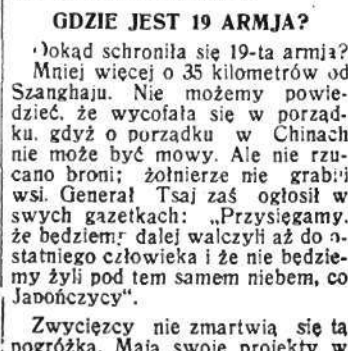 GDZIE JEST 19 ARMJA?
Dokąd schroniła się 19-ta armja?
Mniej więcej o 35 kilometrów od
Szanghaju. Nie możemy powie-
dzieć, że wycofała się w porząd-
ku, gdyż o porządku w Chinach
nie może być mowy. Ale nie rzu-
cano broni; żołnierze nie grabili
wsi. Generał Tsaj zaś ogłosił w
swych gazetkach: „Przysięgamy,
że będziemy dalej walczyli aż do o-
statniego człowieka i że nie będzie-
my żyli pod tem samem niebem, co
Japończycy“.
Zwycięzcy nie zmartwią się tą
pogróżką. Mają swoje projekty w